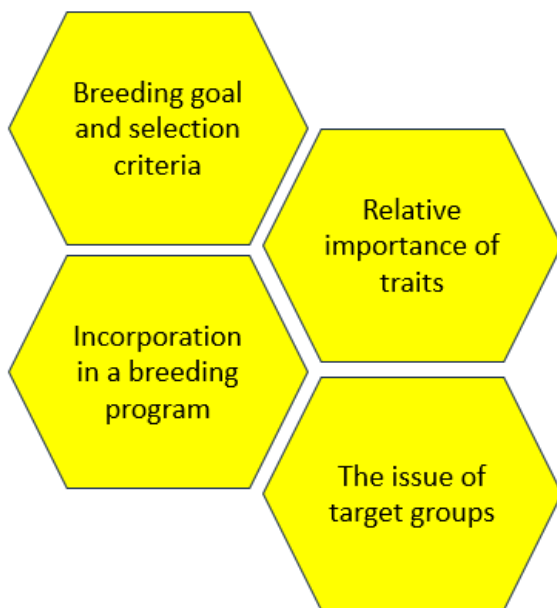 Breeding goal
and selection
criteria
Relative
importance of
traits
Incorporation
in a breeding
program
The issue of
target groups